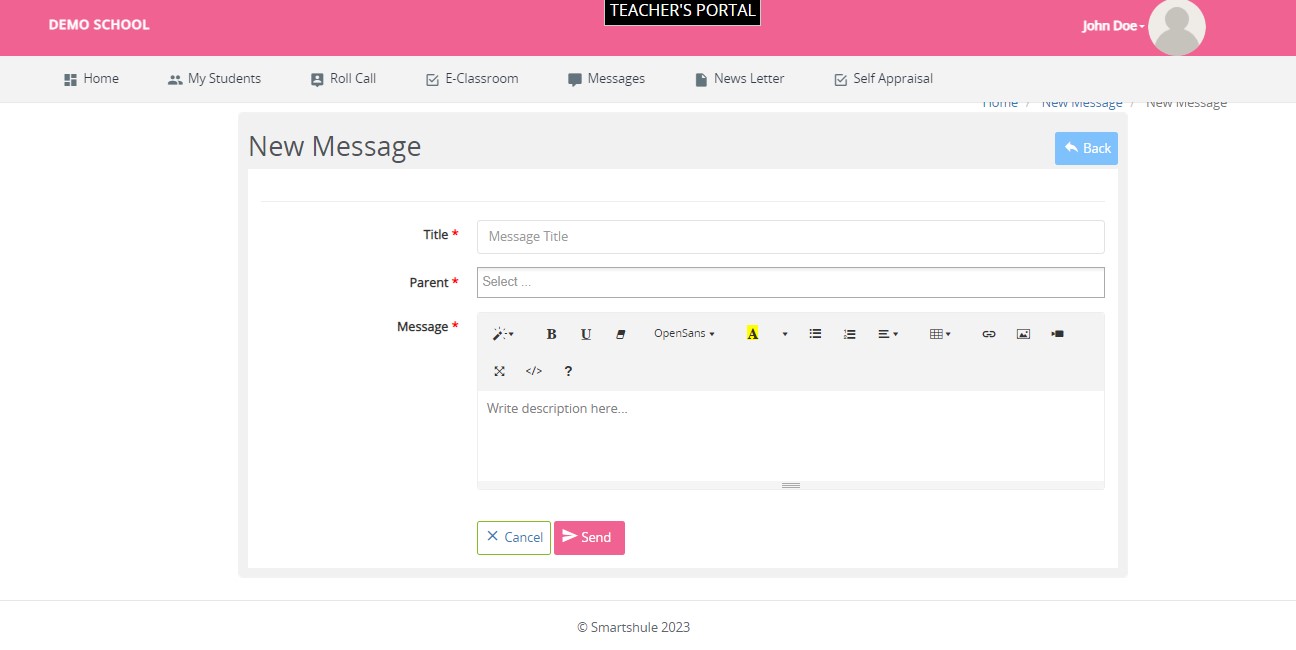 TEACHER'S PORTAL
DEMO SCHOOL
John Doe
Home My Students Roll Call E-Classroom Messages News Letter Self Appraisal
Home / New Message / New Message
New Message
Back
Title *
Message Title
Parent *
Select ...
Message *
B U OpenSans A
</> ?
Write description here...
Cancel Send
© Smartshule 2023